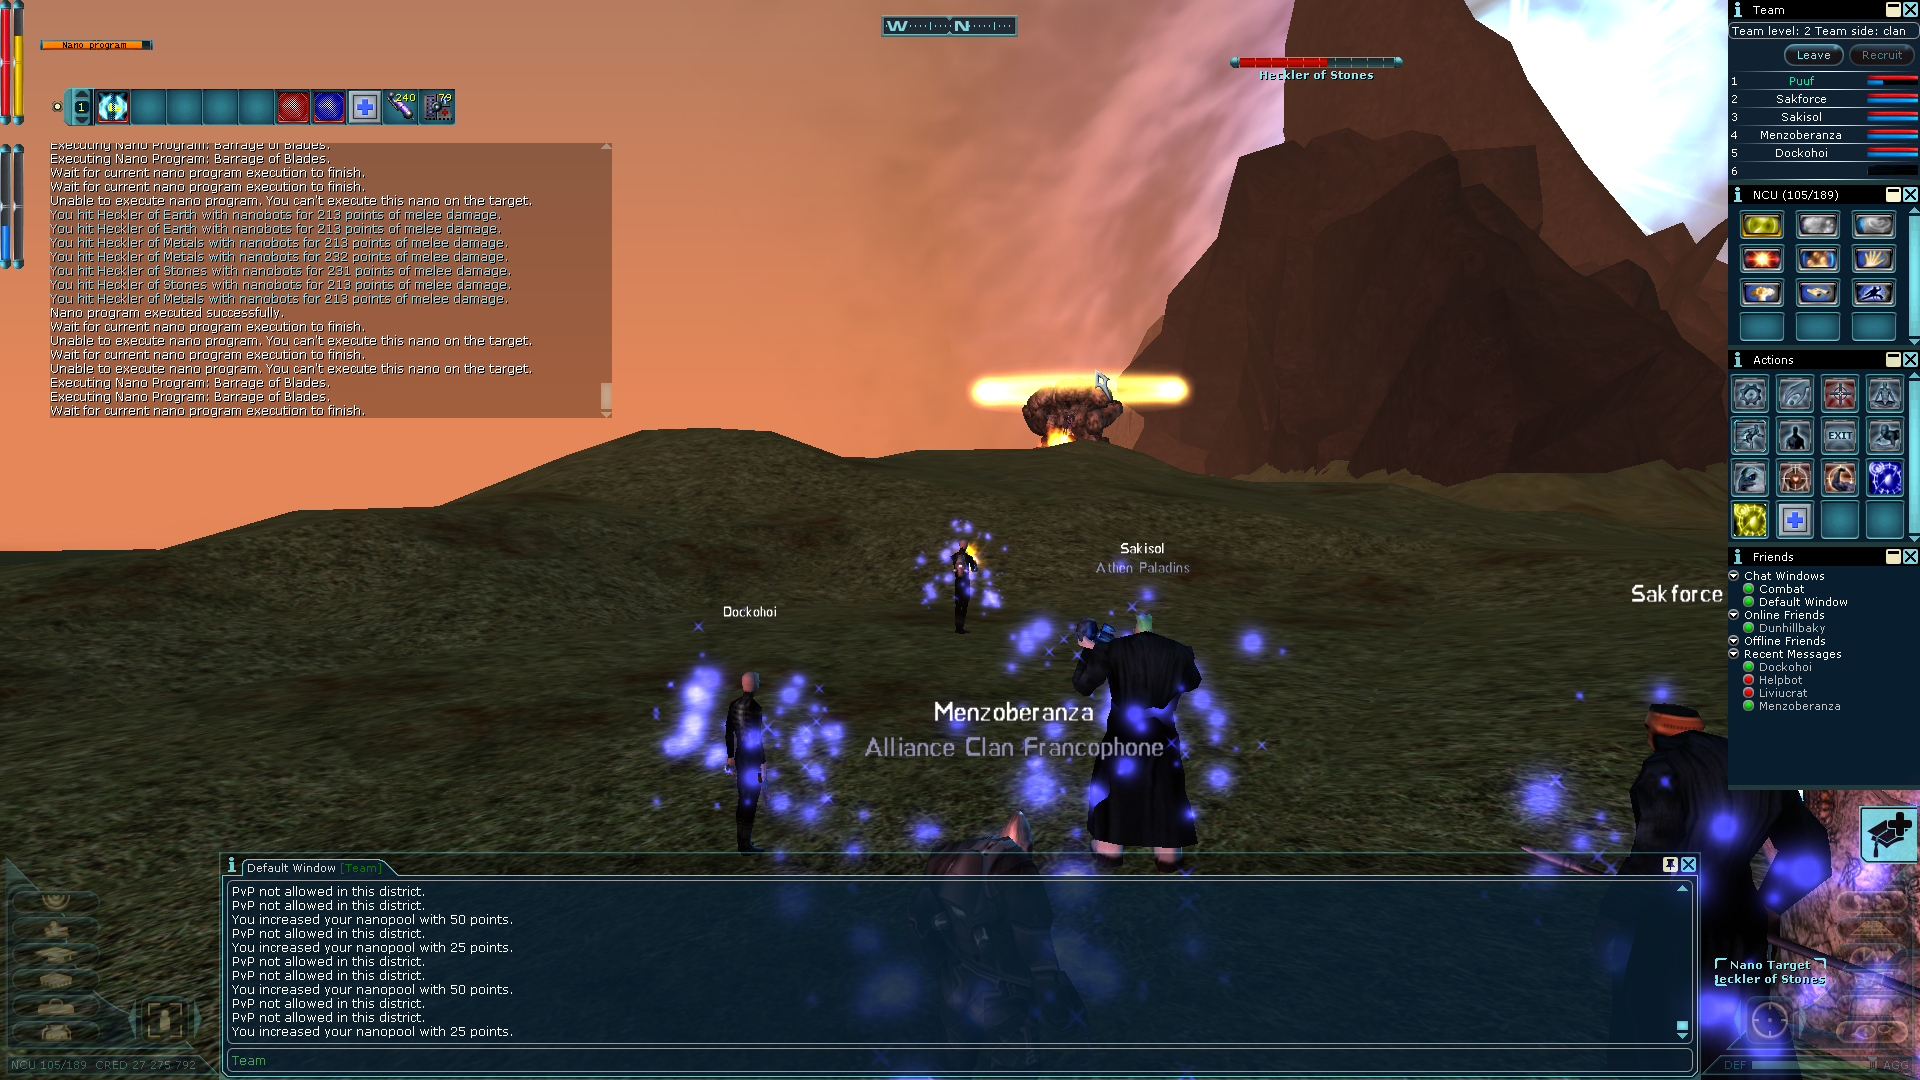 W N
Nano program
1
240
79
Heckler of Stones
Executing Nano Program: Barrage of Blades.
Executing Nano Program: Barrage of Blades.
Wait for current nano program execution to finish.
Wait for current nano program execution to finish.
Unable to execute nano program. You can't execute this nano on the target.
You hit Heckler of Earth with nanobots for 213 points of melee damage.
You hit Heckler of Earth with nanobots for 213 points of melee damage.
You hit Heckler of Metals with nanobots for 213 points of melee damage.
You hit Heckler of Metals with nanobots for 232 points of melee damage.
You hit Heckler of Stones with nanobots for 231 points of melee damage.
You hit Heckler of Stones with nanobots for 213 points of melee damage.
You hit Heckler of Metals with nanobots for 213 points of melee damage.
Nano program executed successfully.
Wait for current nano program execution to finish.
Unable to execute nano program. You can't execute this nano on the target.
Wait for current nano program execution to finish.
Unable to execute nano program. You can't execute this nano on the target.
Executing Nano Program: Barrage of Blades.
Executing Nano Program: Barrage of Blades.
Wait for current nano program execution to finish.
Team
Team level: 2 Team side: clan
Leave Recruit
1 Puuf
2 Sakforce
3 Sakisol
4 Menzoberanza
5 Dockohoi
6
NCU (105/189)
Actions
EXIT
Friends
Chat Windows
Combat
Default Window
Online Friends
Dunhillbaky
Offline Friends
Recent Messages
Dockohoi
Helpbot
Liviucrat
Menzoberanza
Sakisol
Athen Paladins
Sakforce
Dockohoi
Menzoberanza
Alliance Clan Francophone
Default Window [Team]
PvP not allowed in this district.
PvP not allowed in this district.
You increased your nanopool with 50 points.
PvP not allowed in this district.
You increased your nanopool with 25 points.
PvP not allowed in this district.
PvP not allowed in this district.
You increased your nanopool with 50 points.
PvP not allowed in this district.
PvP not allowed in this district.
You increased your nanopool with 25 points.
Team
Nano Target
eckler of Stones
NCU 105/189 CRED 27 275 792
DEF AGG